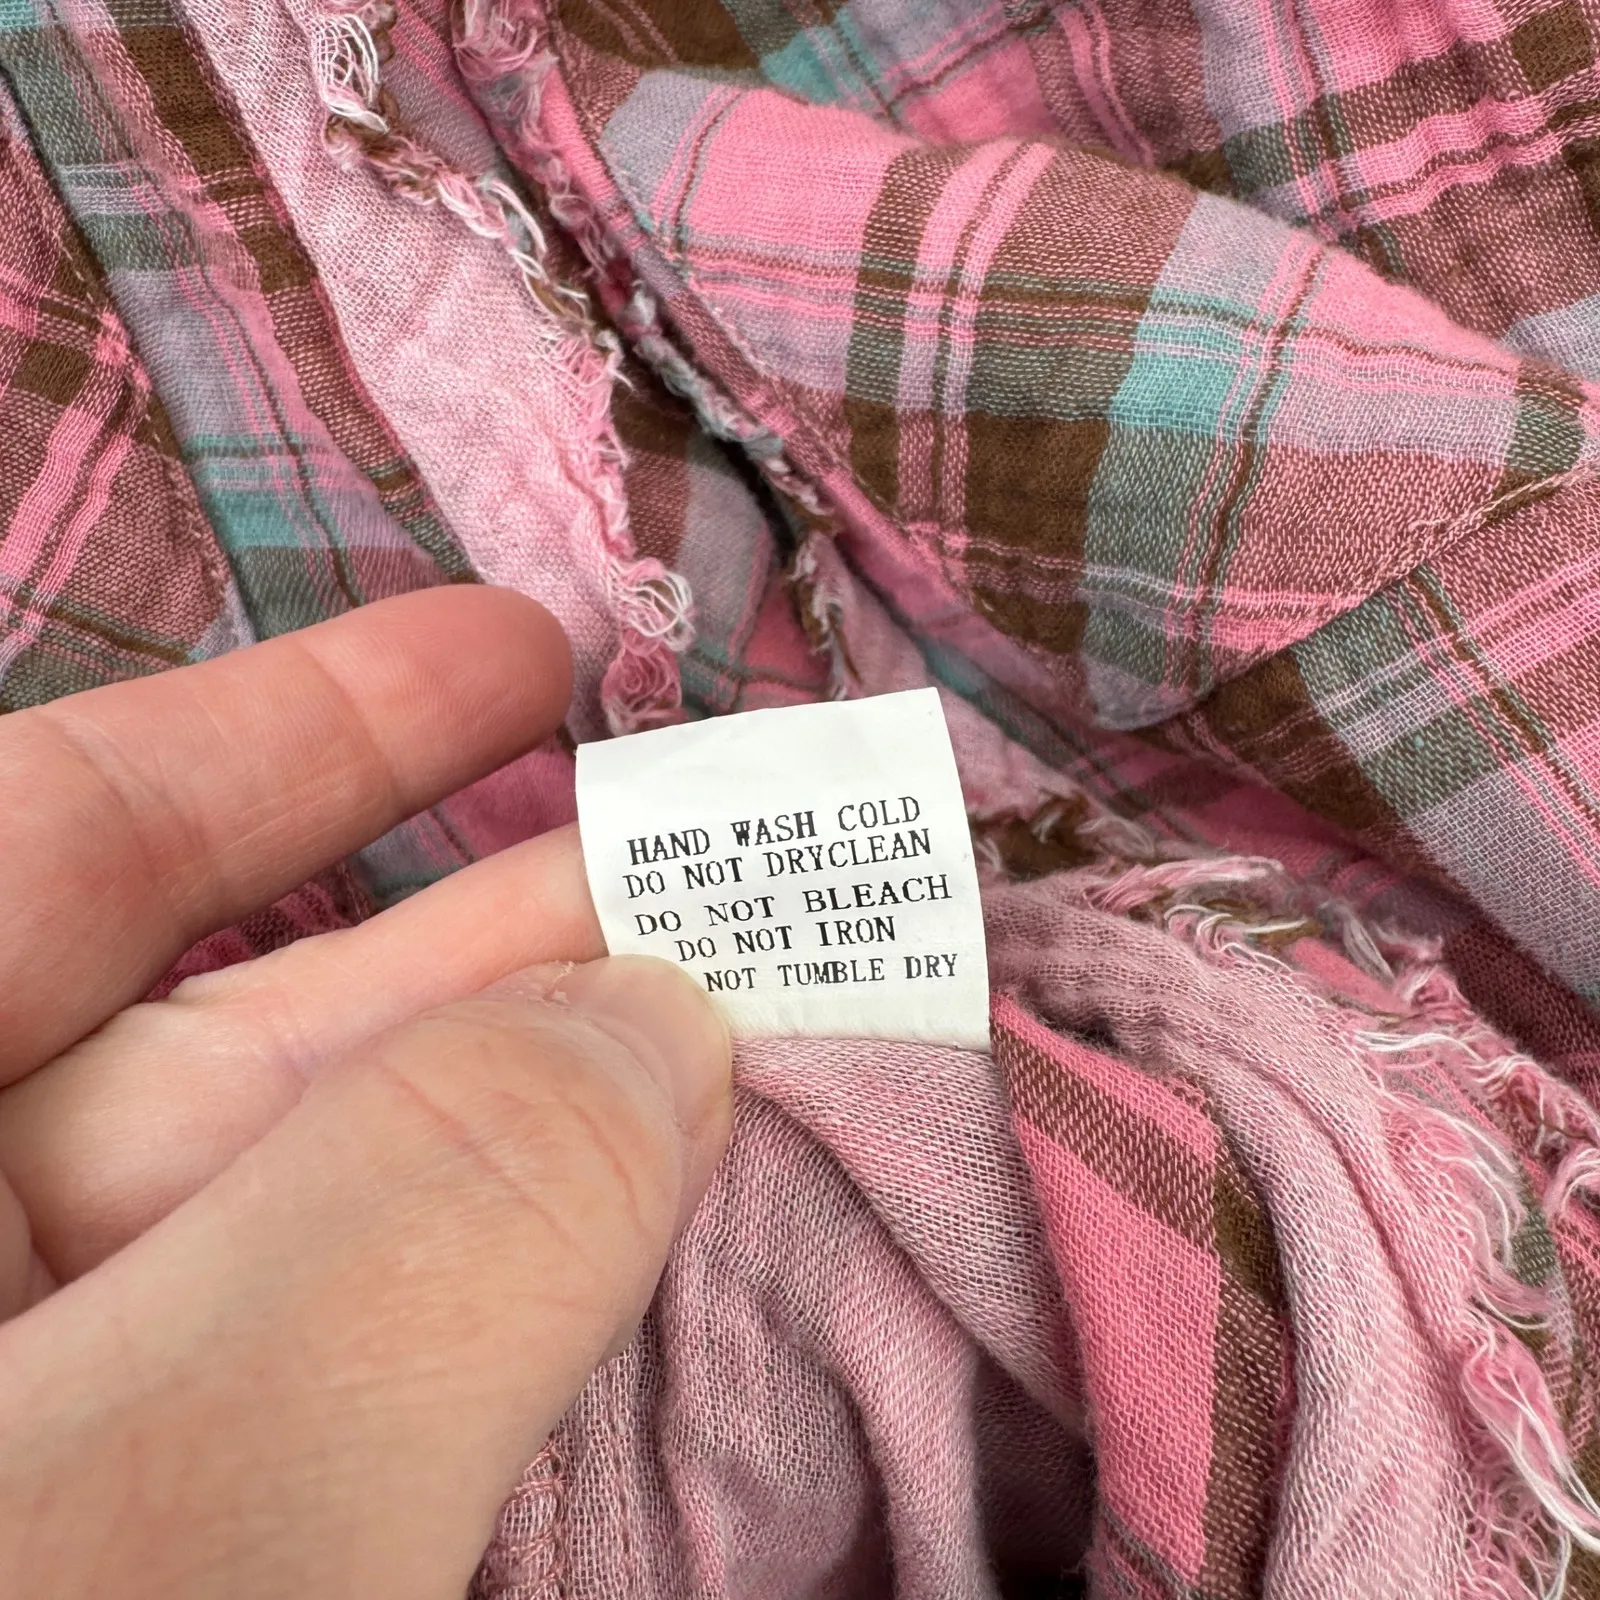 HAND WASH COLD
DO NOT DRYCLEAN
DO NOT BLEACH
DO NOT IRON
NOT TUMBLE DRY